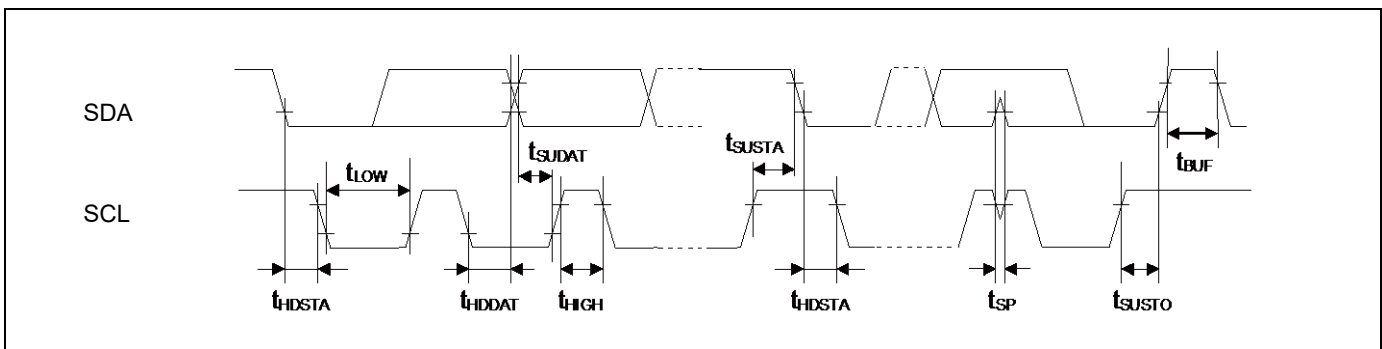 SDA
tSUDAT
tSUSTA
tBUF
tLOW
SCL
tHDSTA
tHDDAT
tHIGH
tHDSTA
tSP
tSUSTO